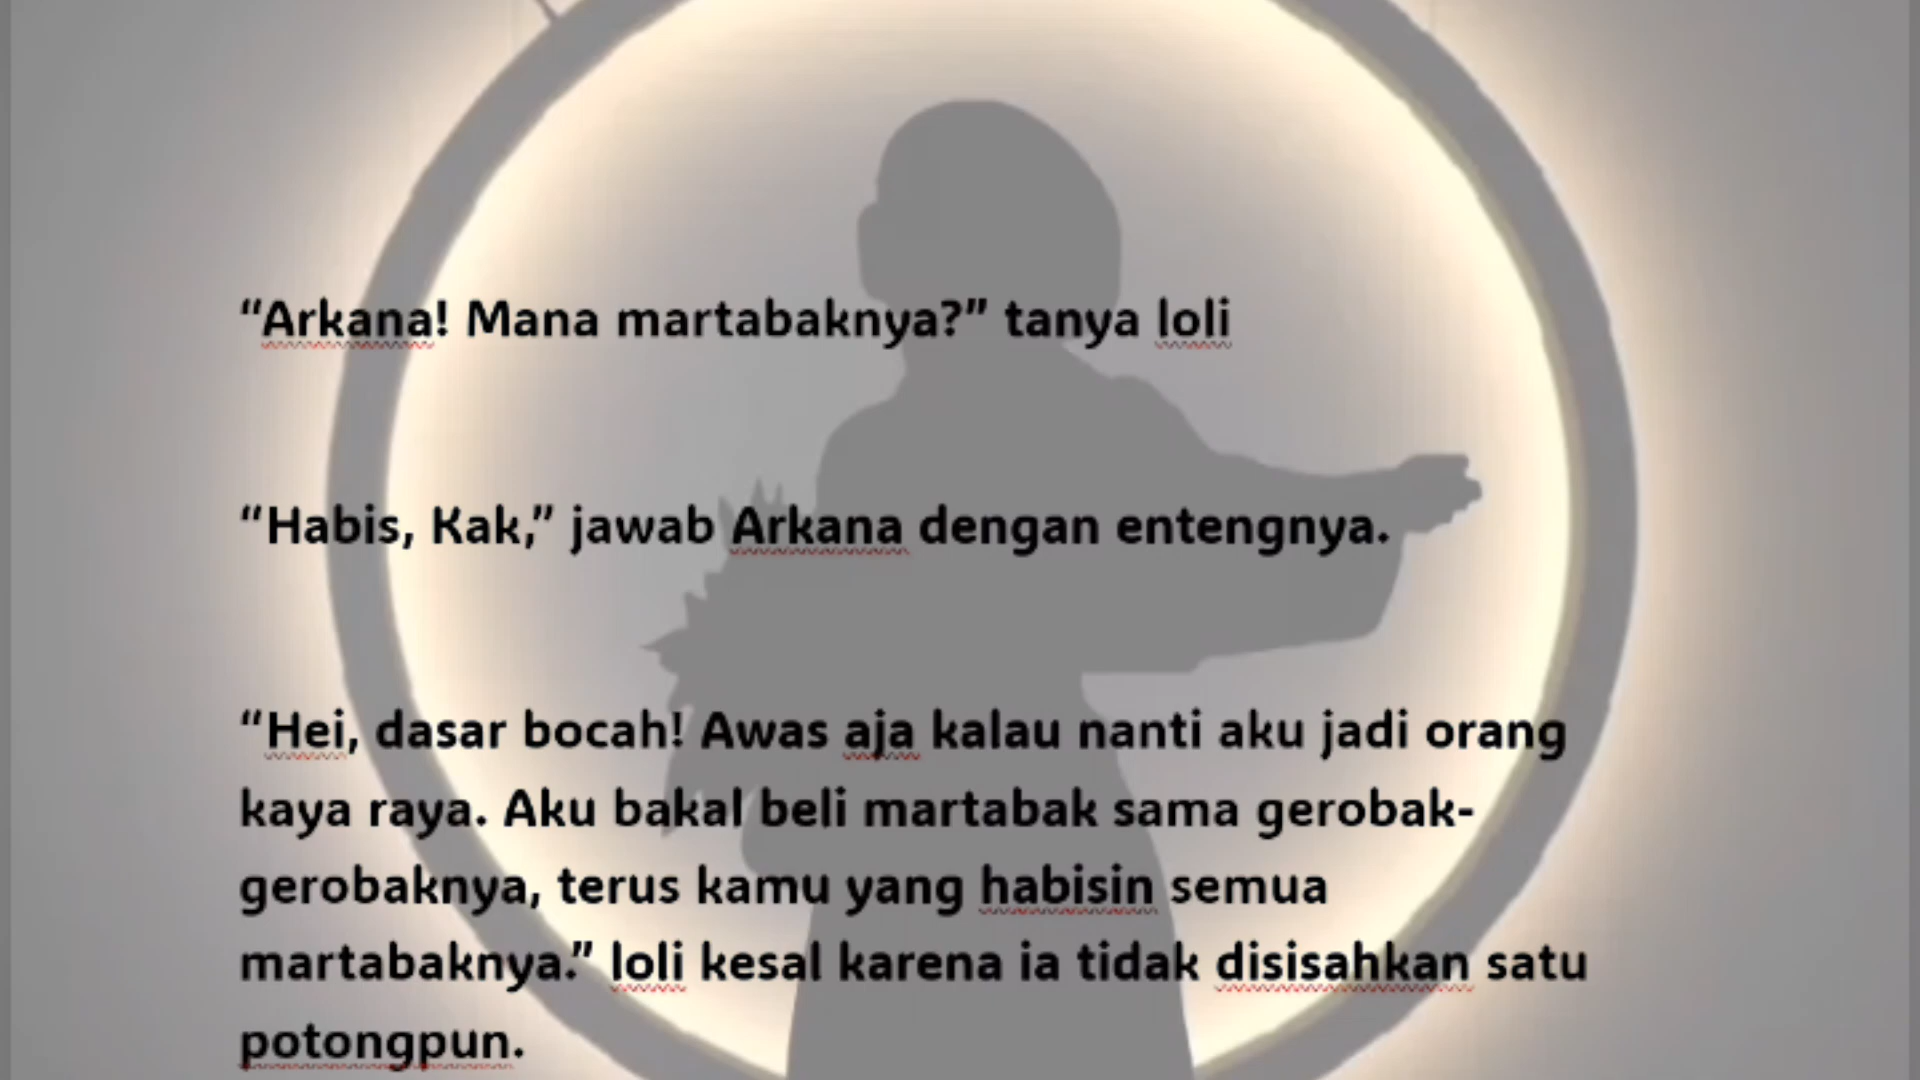 “Arkana! Mana martabaknya?” tanya loli
“Habis, Kak,” jawab Arkana dengan entengnya.
“Hei, dasar bocah! Awas aja kalau nanti aku jadi orang
kaya raya. Aku bakal beli martabak sama gerobak-
gerobaknya, terus kamu yang habisin semua
martabaknya.” loli kesal karena ia tidak disisahkan satu
potongpun.